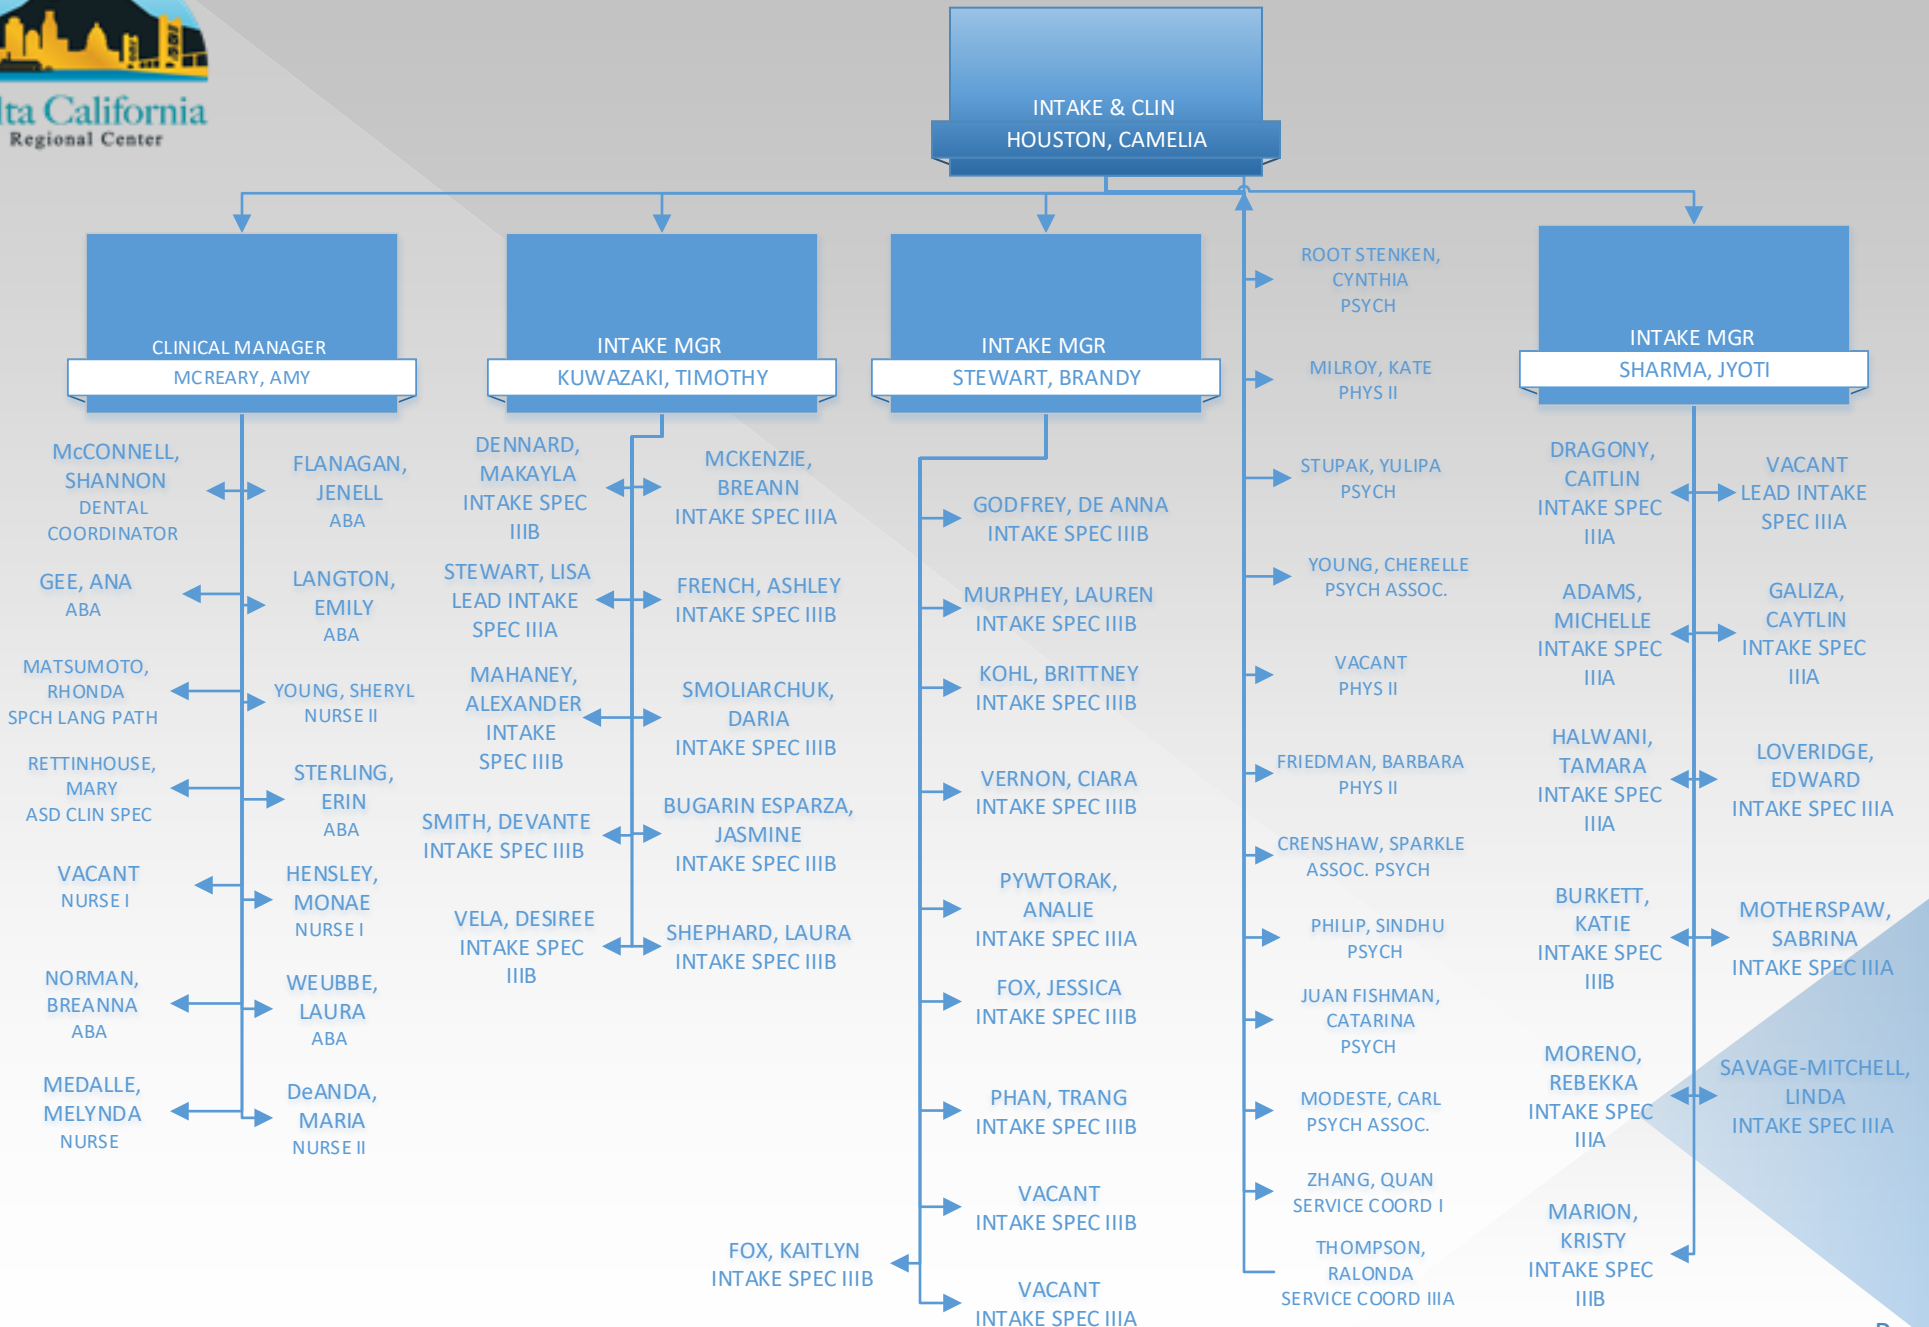 lta California
Regional Center
INTAKE & CLIN
HOUSTON, CAMELIA
CLINICAL MANAGER
MCREARY, AMY
McCONNELL,
SHANNON
DENTAL
COORDINATOR
FLANAGAN,
JENELL
ABA
GEE, ANA
ABA
LANGTON,
EMILY
ABA
MATSUMOTO,
RHONDA
SPCH LANG PATH
YOUNG, SHERYL
NURSE II
RETTINHOUSE,
MARY
ASD CLIN SPEC
STERLING,
ERIN
ABA
VACANT
NURSE I
HENSLEY,
MONAE
NURSE I
NORMAN,
BREANNA
ABA
WEUBBE,
LAURA
ABA
MEDALLE,
MELYNDA
NURSE
DeANDA,
MARIA
NURSE II
INTAKE MGR
KUWAZAKI, TIMOTHY
DENNARD,
MAKAYLA
INTAKE SPEC
IIIB
MCKENZIE,
BREANN
INTAKE SPEC IIIA
STEWART, LISA
LEAD INTAKE
SPEC IIIA
FRENCH, ASHLEY
INTAKE SPEC IIIB
MAHANEY,
ALEXANDER
INTAKE
SPEC IIIB
SMOLIARCHUK,
DARIA
INTAKE SPEC IIIB
SMITH, DEVANTE
INTAKE SPEC IIIB
BUGARIN ESPARZA,
JASMINE
INTAKE SPEC IIIB
VELA, DESIREE
INTAKE SPEC
IIIB
SHEPHARD, LAURA
INTAKE SPEC IIIB
INTAKE MGR
STEWART, BRANDY
GODFREY, DE ANNA
INTAKE SPEC IIIB
MURPHEY, LAUREN
INTAKE SPEC IIIB
KOHL, BRITTNEY
INTAKE SPEC IIIB
VERNON, CIARA
INTAKE SPEC IIIB
PYWTORAK,
ANALIE
INTAKE SPEC IIIA
FOX, JESSICA
INTAKE SPEC IIIB
PHAN, TRANG
INTAKE SPEC IIIB
VACANT
INTAKE SPEC IIIB
FOX, KAITLYN
INTAKE SPEC IIIB
VACANT
INTAKE SPEC IIIA
ROOT STENKEN,
CYNTHIA
PSYCH
MILROY, KATE
PHYS II
STUPAK, YULIPA
PSYCH
YOUNG, CHERELLE
PSYCH ASSOC.
VACANT
PHYS II
FRIEDMAN, BARBARA
PHYS II
CRENSHAW, SPARKLE
ASSOC. PSYCH
PHILIP, SINDHU
PSYCH
JUAN FISHMAN,
CATARINA
PSYCH
MODESTE, CARL
PSYCH ASSOC.
ZHANG, QUAN
SERVICE COORD I
THOMPSON,
RALONDA
SERVICE COORD IIIA
INTAKE MGR
SHARMA, JYOTI
DRAGONY,
CAITLIN
INTAKE SPEC
IIIA
VACANT
LEAD INTAKE
SPEC IIIA
ADAMS,
MICHELLE
INTAKE SPEC
IIIA
GALIZA,
CAYTLIN
INTAKE SPEC
IIIA
HALWANI,
TAMARA
INTAKE SPEC
IIIA
LOVERIDGE,
EDWARD
INTAKE SPEC IIIA
BURKETT,
KATIE
INTAKE SPEC
IIIB
MOTHERSPAW,
SABRINA
INTAKE SPEC IIIA
MORENO,
REBEKKA
INTAKE SPEC
IIIA
SAVAGE-MITCHELL,
LINDA
INTAKE SPEC IIIA
MARION,
KRISTY
INTAKE SPEC
IIIB